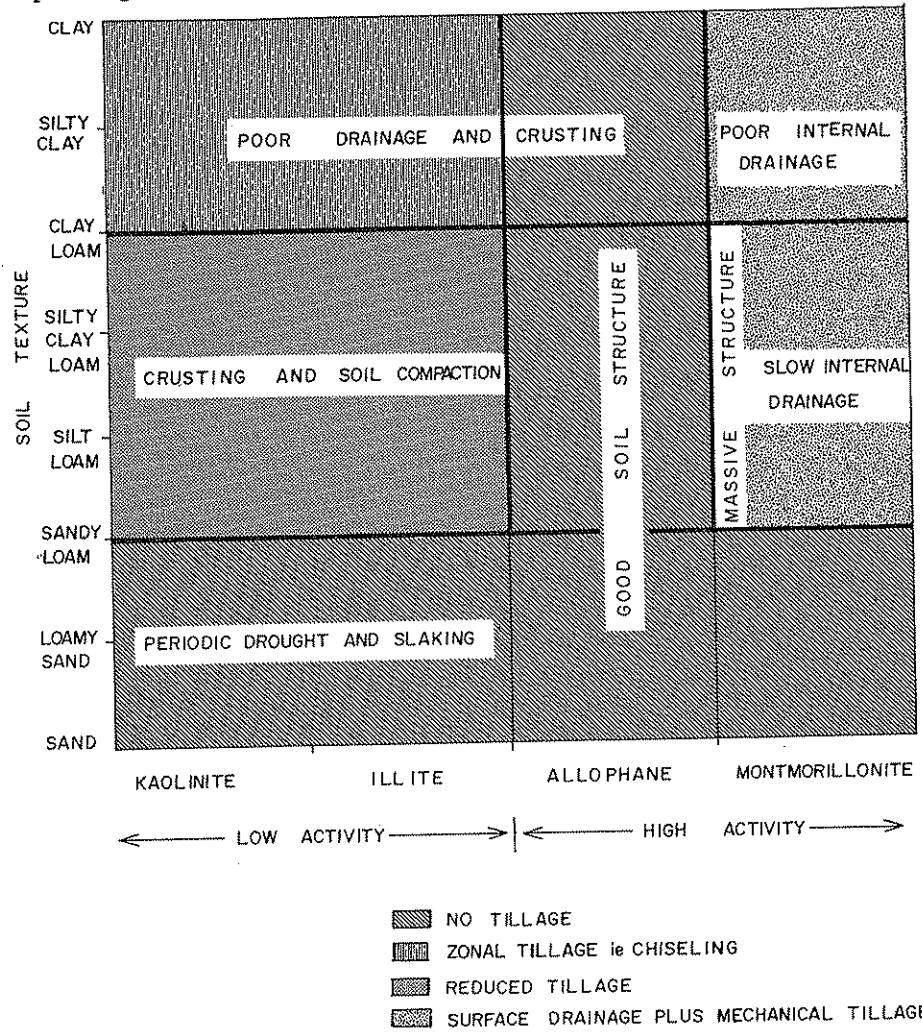 CLAY
SILTY
CLAY
CLAY
LOAM
SILTY
CLAY
LOAM
SILT
LOAM
SANDY
LOAM
LOAMY
SAND
SAND
SOIL TEXTURE
POOR DRAINAGE AND CRUSTING
POOR INTERNAL
DRAINAGE
CRUSTING AND SOIL COMPACTION
GOOD SOIL STRUCTURE
MASSIVE STRUCTURE
SLOW INTERNAL
DRAINAGE
PERIODIC DROUGHT AND SLAKING
KAOLINITE ILLITE ALLOPHANE MONTMORILLONITE
LOW ACTIVITY HIGH ACTIVITY
NO TILLAGE
ZONAL TILLAGE ie CHISELING
REDUCED TILLAGE
SURFACE DRAINAGE PLUS MECHANICAL TILLAGE